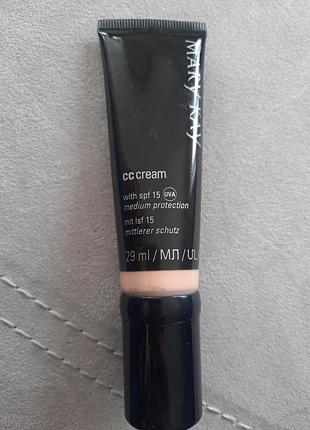 MARY KAY
cc cream
with spf 15 UVA
medium protection
mit lsf 15
mittlerer schutz
29 ml / МЛ / UL